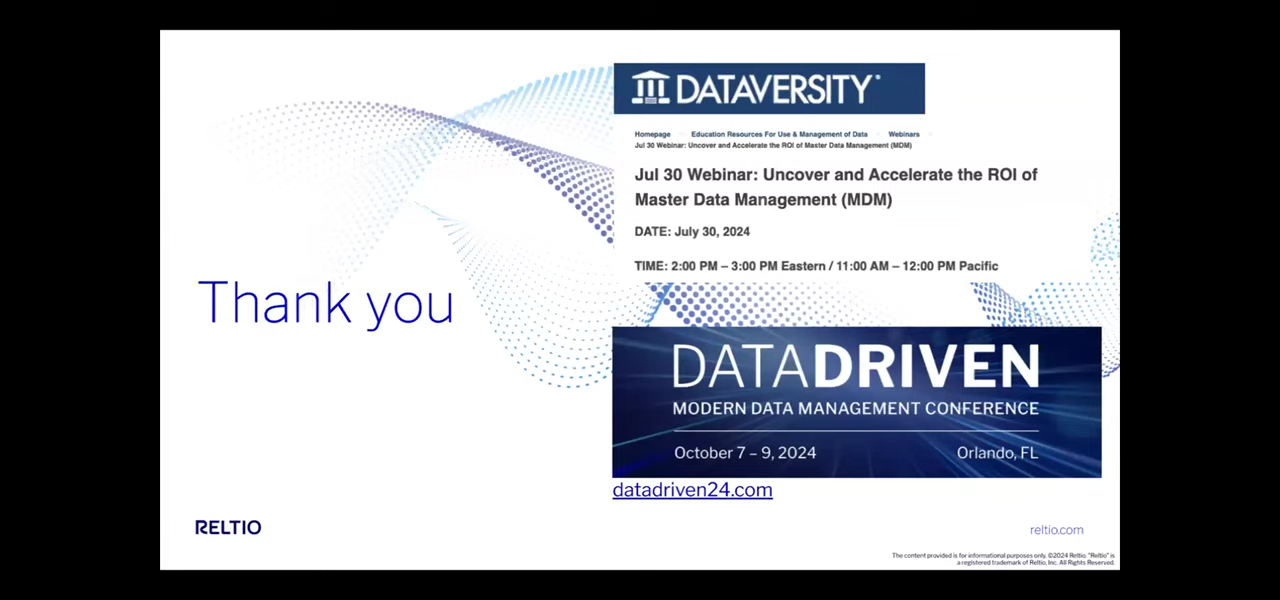 DATAVERSITY®
Homepage Education Resources For Use & Management of Data Webinars
Jul 30 Webinar: Uncover and Accelerate the ROI of Master Data Management (MDM)
Jul 30 Webinar: Uncover and Accelerate the ROI of
Master Data Management (MDM)
DATE: July 30, 2024
TIME: 2:00 PM – 3:00 PM Eastern / 11:00 AM – 12:00 PM Pacific
Thank you
DATADRIVEN
MODERN DATA MANAGEMENT CONFERENCE
October 7 – 9, 2024 Orlando, FL
datadriven24.com
RELTIO
reltio.com
The content provided is for informational purposes only. ©2024 Reltio. "Reltio" is
a registered trademark of Reltio, Inc. All Rights Reserved.